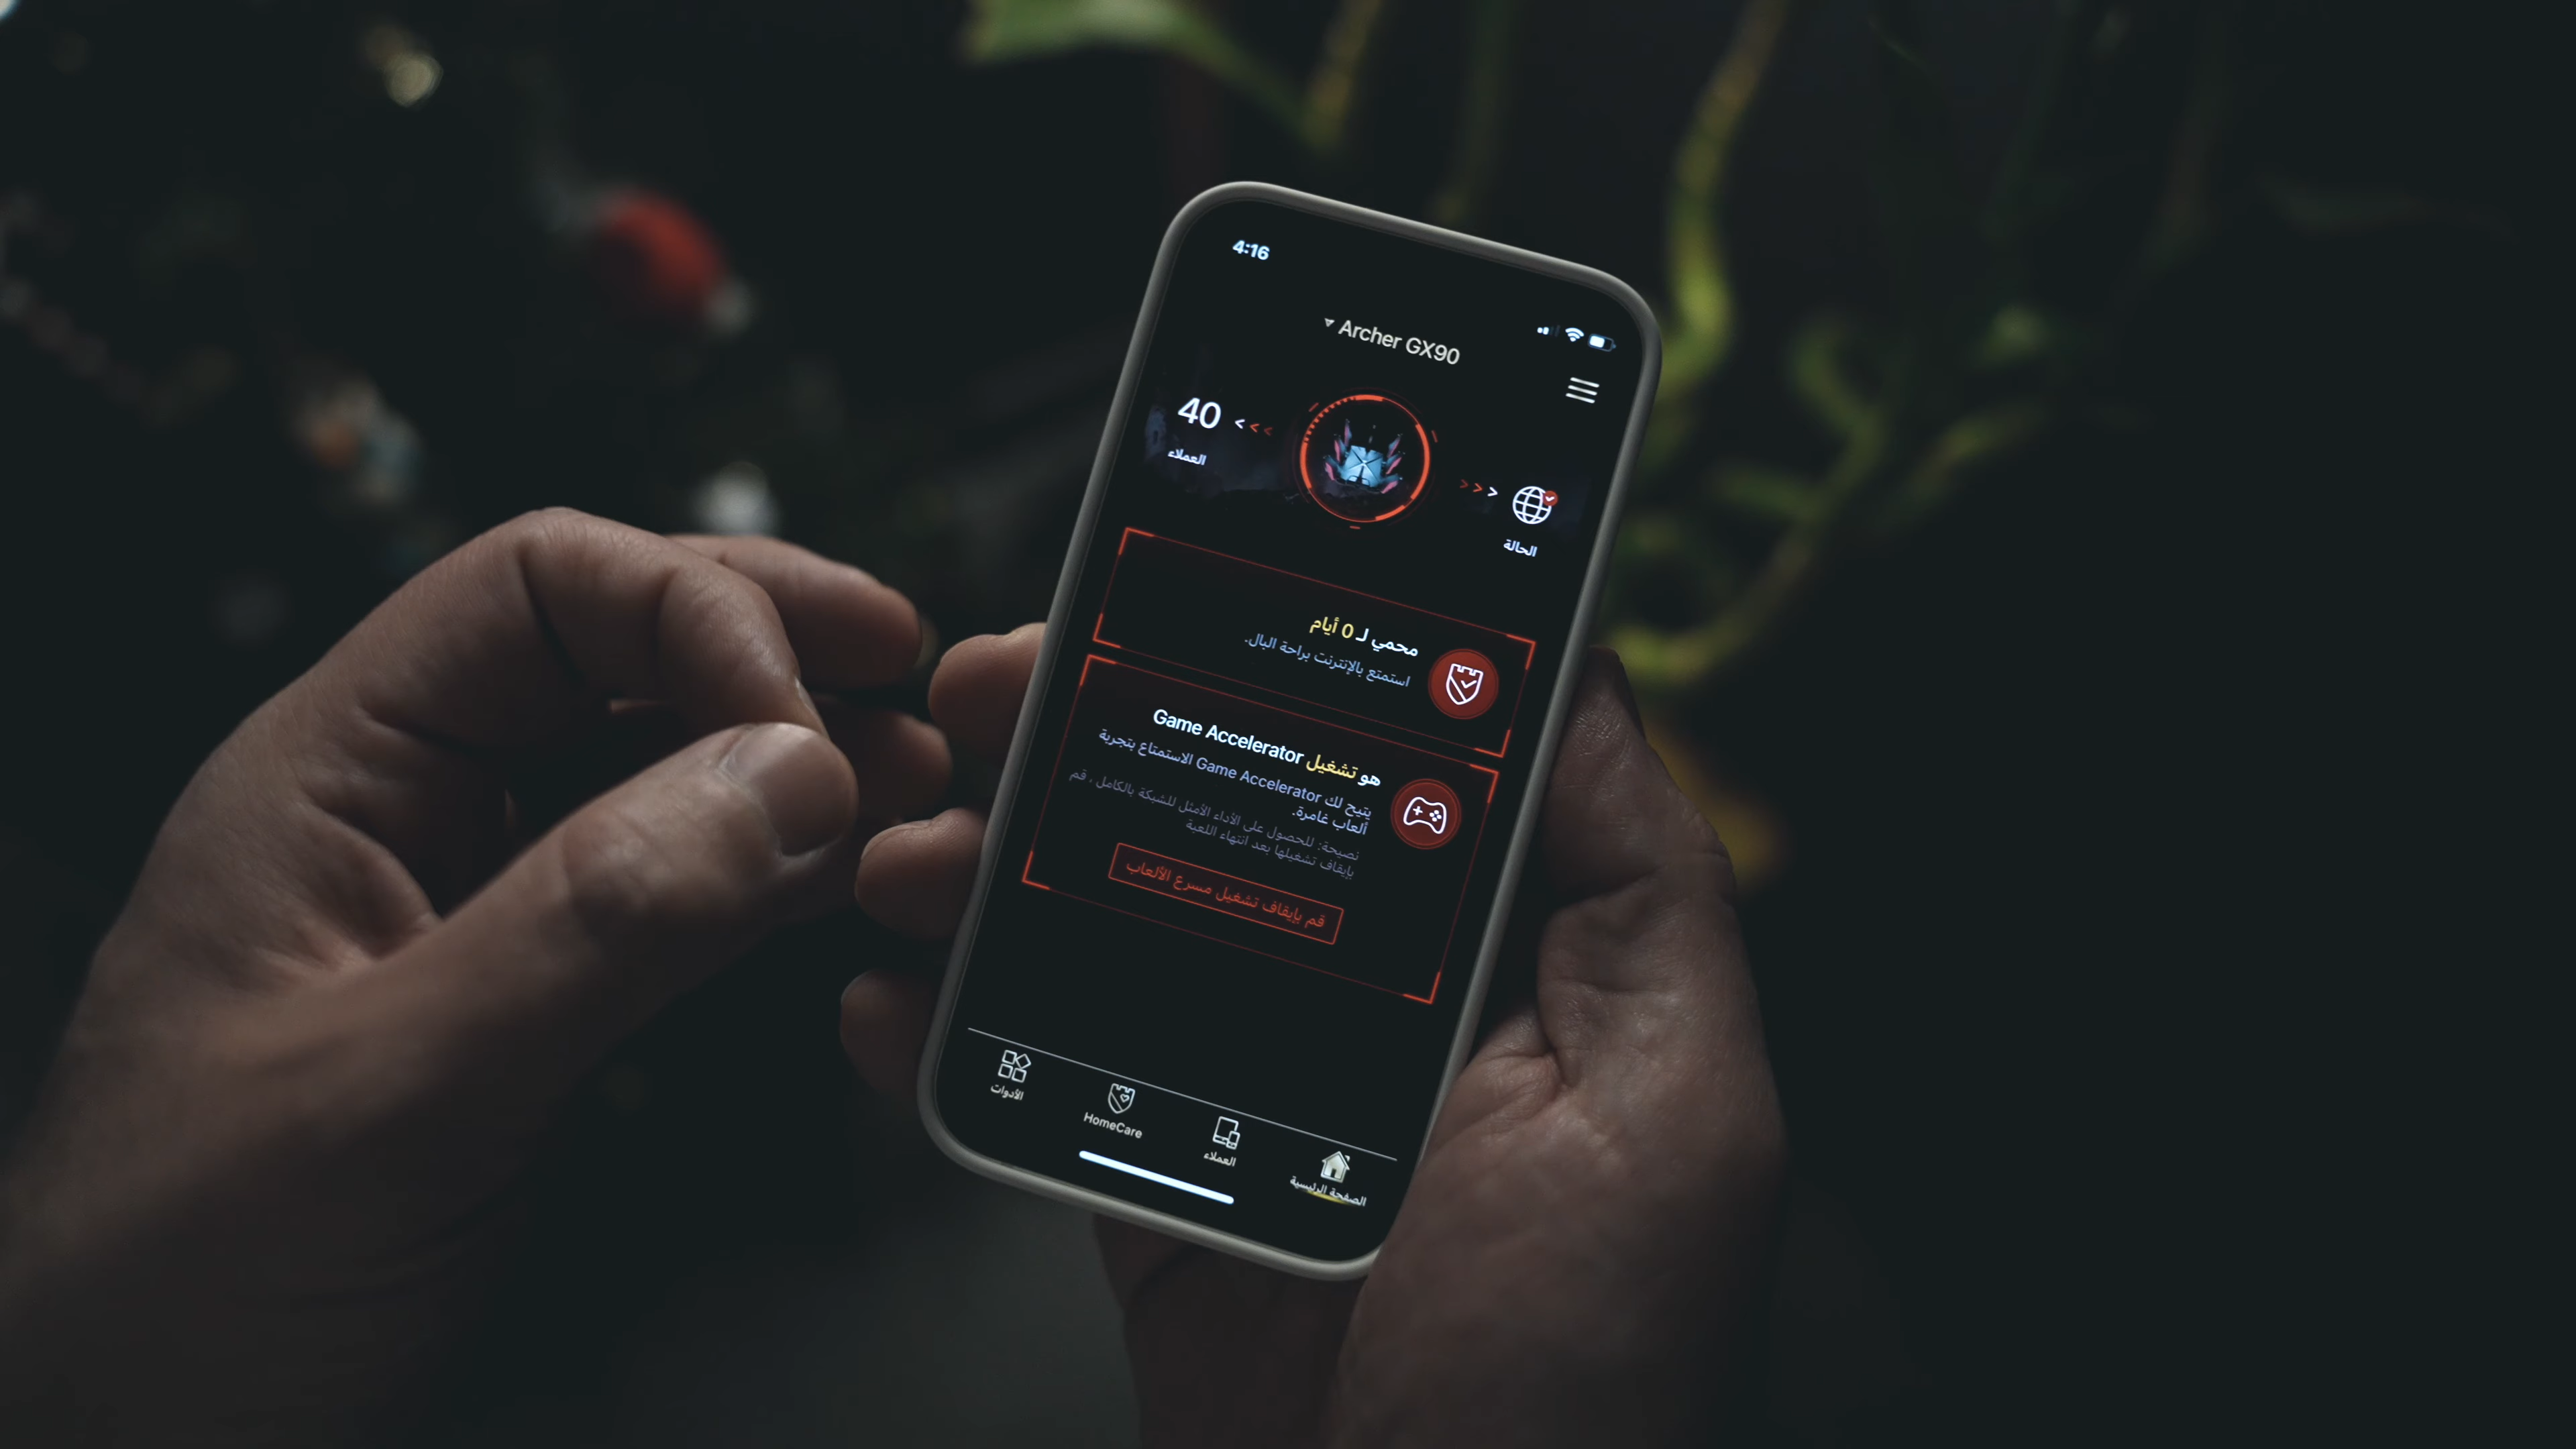 4:16
Archer GX90
40
العملاء
الحالة
محمي لـ 0 أيام
استمتع بالإنترنت براحة البال.
هو تشغيل Game Accelerator
يتيح لك Game Accelerator الاستمتاع بتجربة
ألعاب غامرة.
نصيحة: للحصول على الأداء الأمثل للشبكة بالكامل ، قم
بإيقاف تشغيلها بعد انتهاء اللعبة
قم بإيقاف تشغيل مسرع الألعاب
الصفحة الرئيسية
العملاء
HomeCare
الأدوات